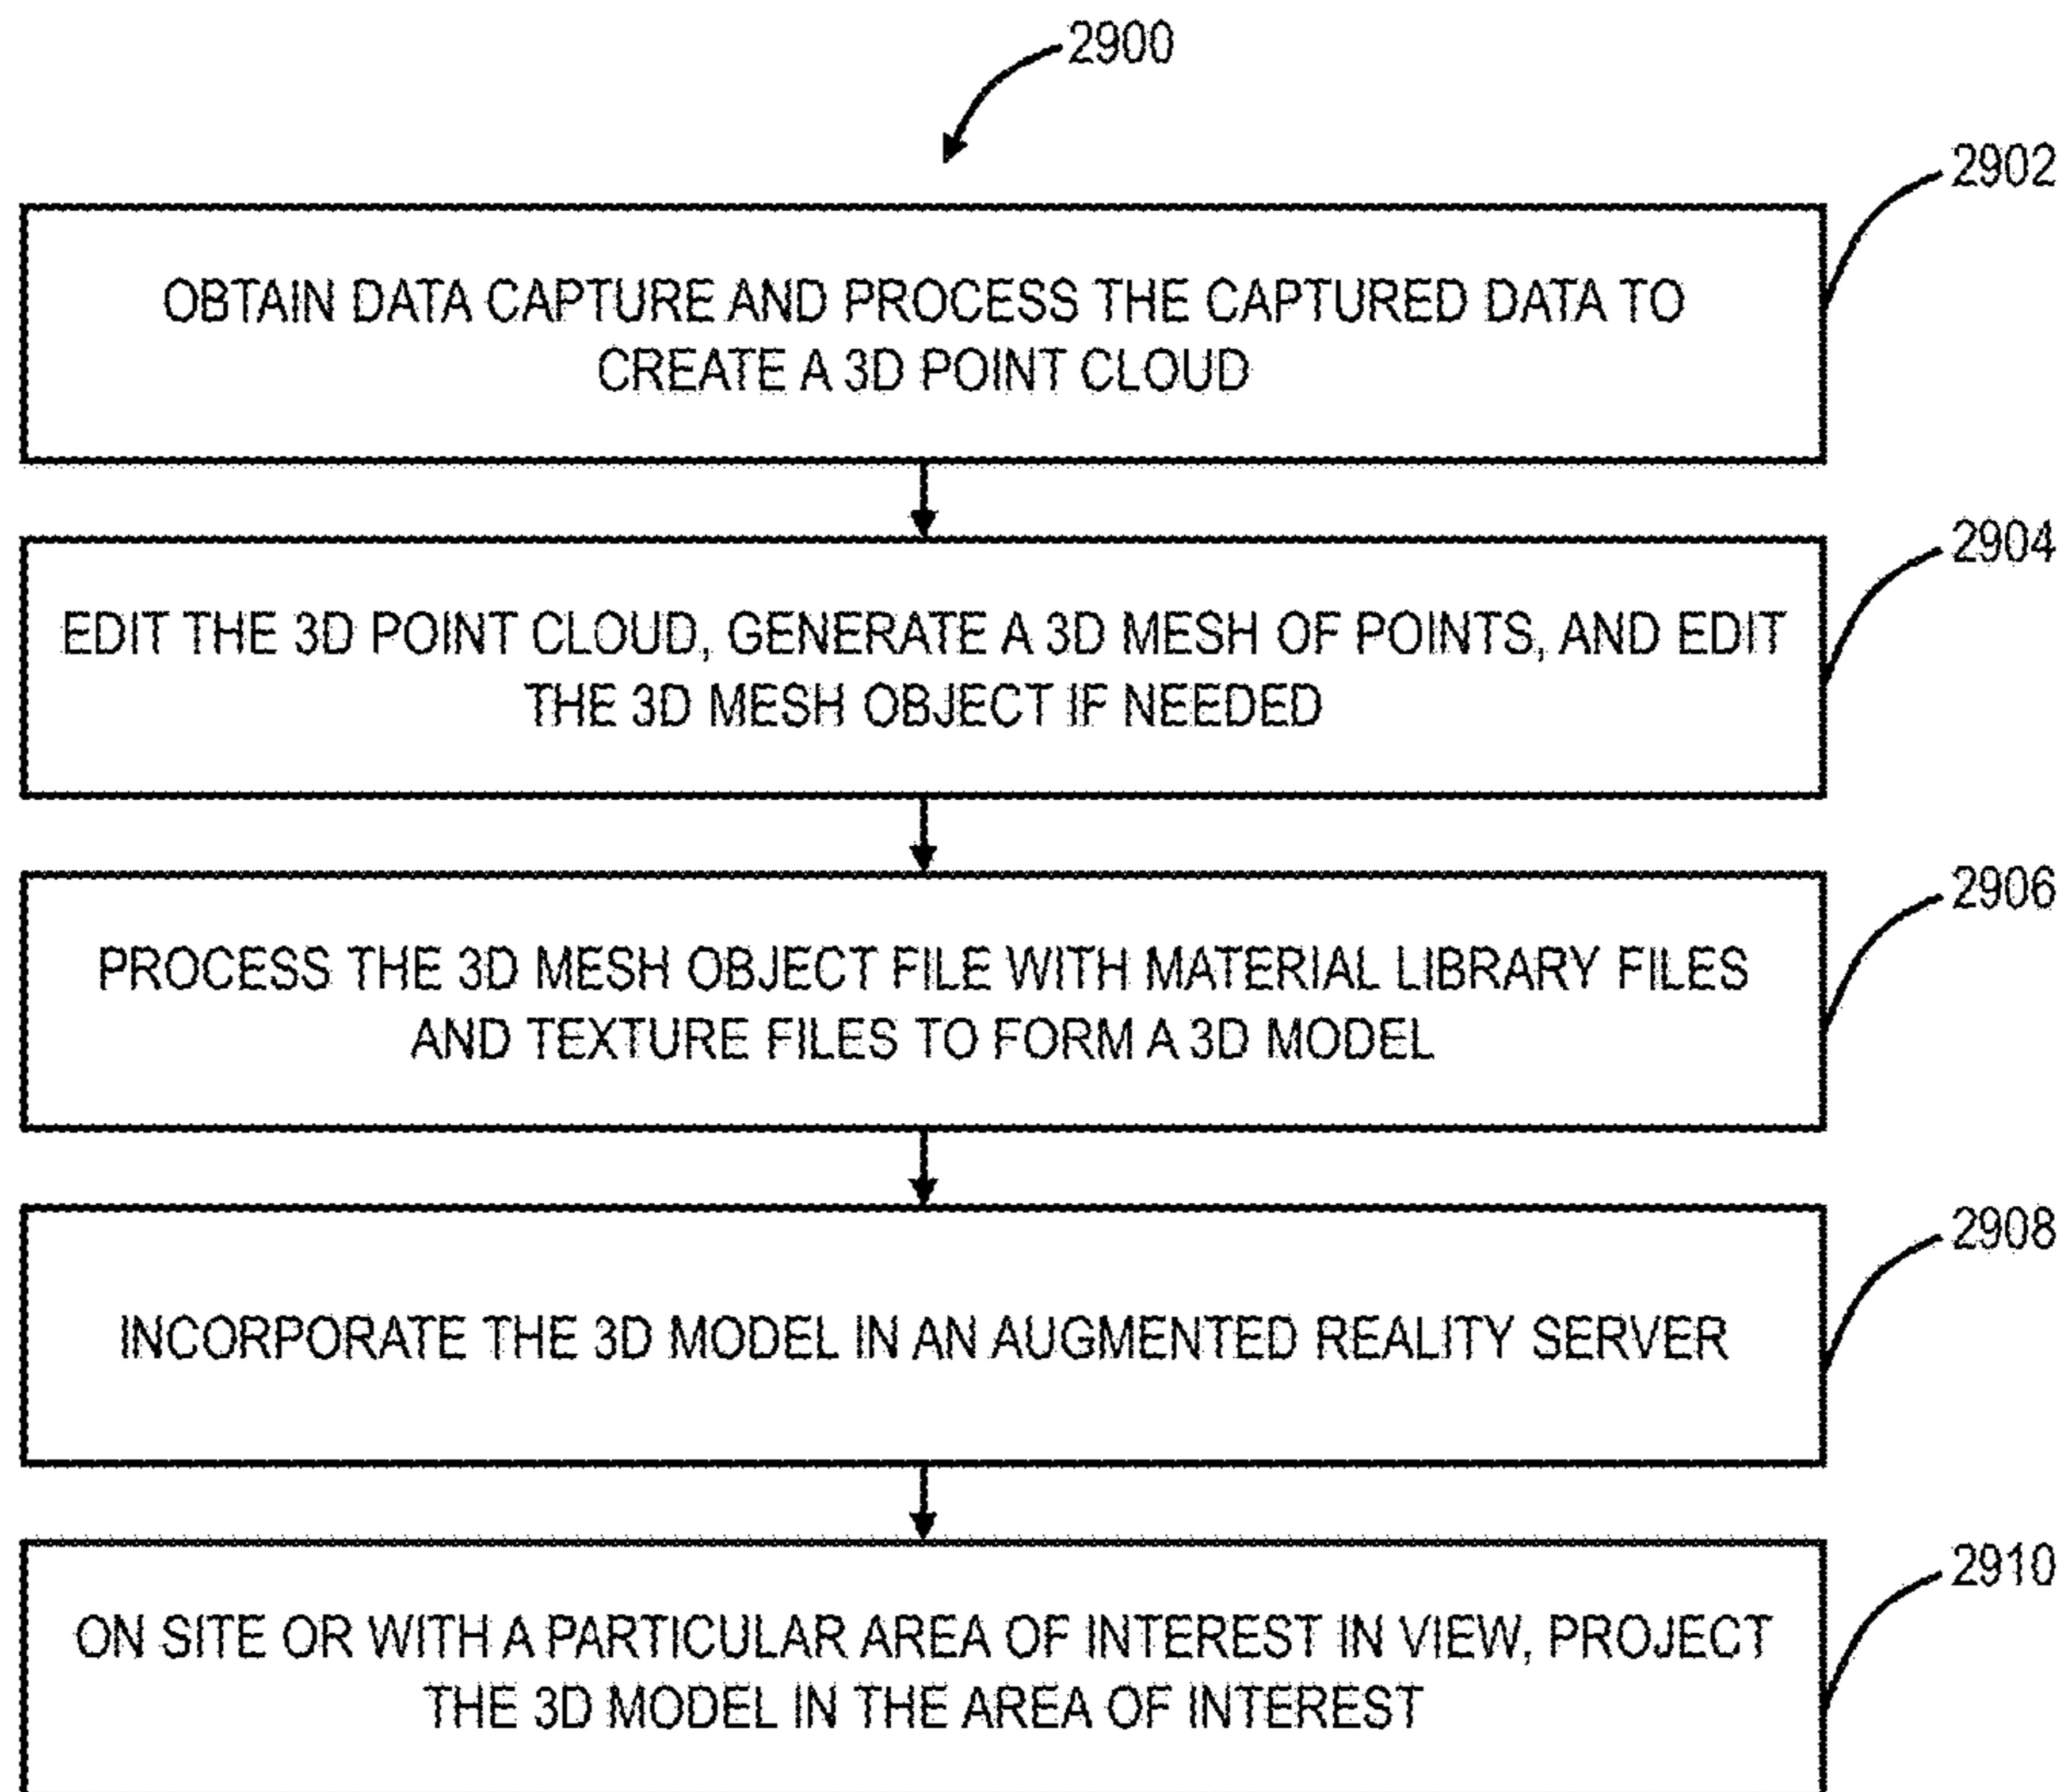 2900
2902
OBTAIN DATA CAPTURE AND PROCESS THE CAPTURED DATA TO
CREATE A 3D POINT CLOUD
2904
EDIT THE 3D POINT CLOUD, GENERATE A 3D MESH OF POINTS, AND EDIT
THE 3D MESH OBJECT IF NEEDED
2906
PROCESS THE 3D MESH OBJECT FILE WITH MATERIAL LIBRARY FILES
AND TEXTURE FILES TO FORM A 3D MODEL
2908
INCORPORATE THE 3D MODEL IN AN AUGMENTED REALITY SERVER
2910
ON SITE OR WITH A PARTICULAR AREA OF INTEREST IN VIEW, PROJECT
THE 3D MODEL IN THE AREA OF INTEREST